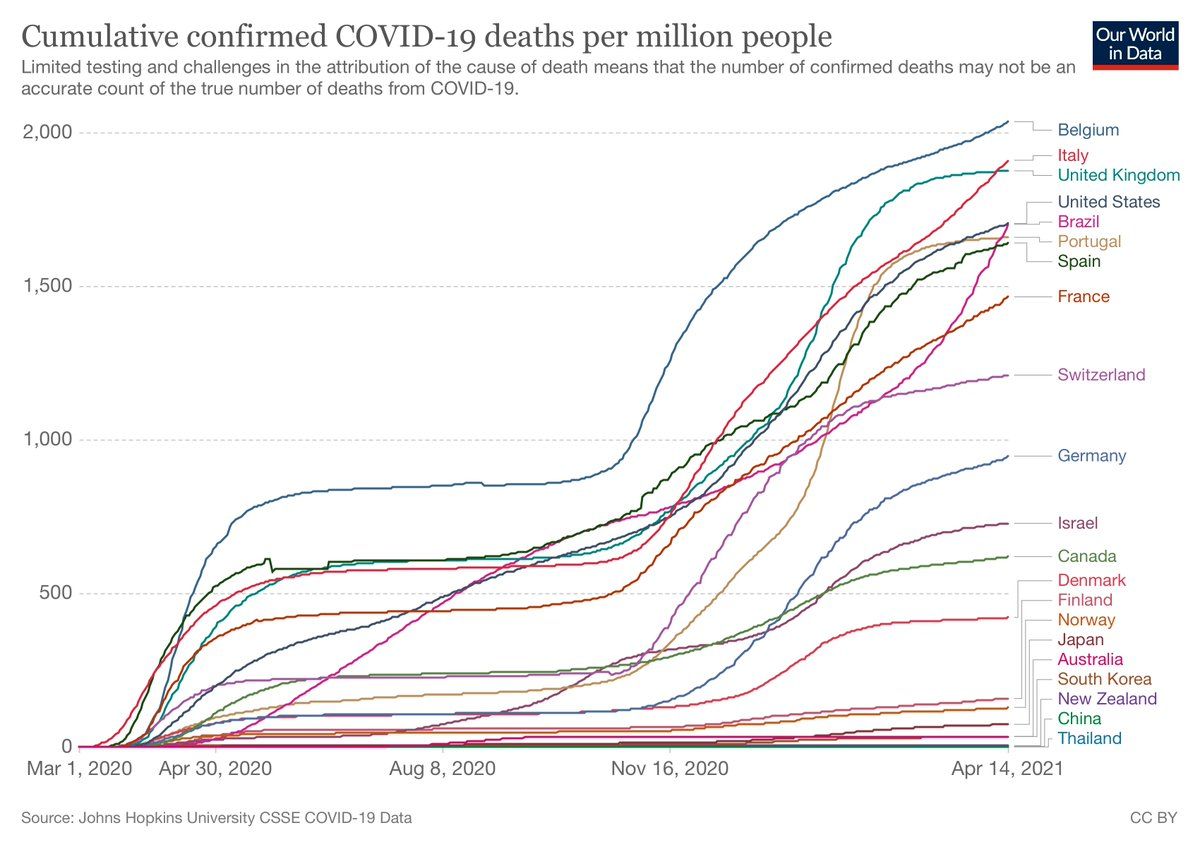 Cumulative confirmed COVID-19 deaths per million people
Our World
in Data
Limited testing and challenges in the attribution of the cause of death means that the number of confirmed deaths may not be an
accurate count of the true number of deaths from COVID-19.
2,000
1,500
1,000
500
0
Belgium
Italy
United Kingdom
United States
Brazil
Portugal
Spain
France
Switzerland
Germany
Israel
Canada
Denmark
Finland
Norway
Japan
Australia
South Korea
New Zealand
China
Thailand
Mar 1, 2020
Apr 30, 2020
Aug 8, 2020
Nov 16, 2020
Apr 14, 2021
Source: Johns Hopkins University CSSE COVID-19 Data
CC BY